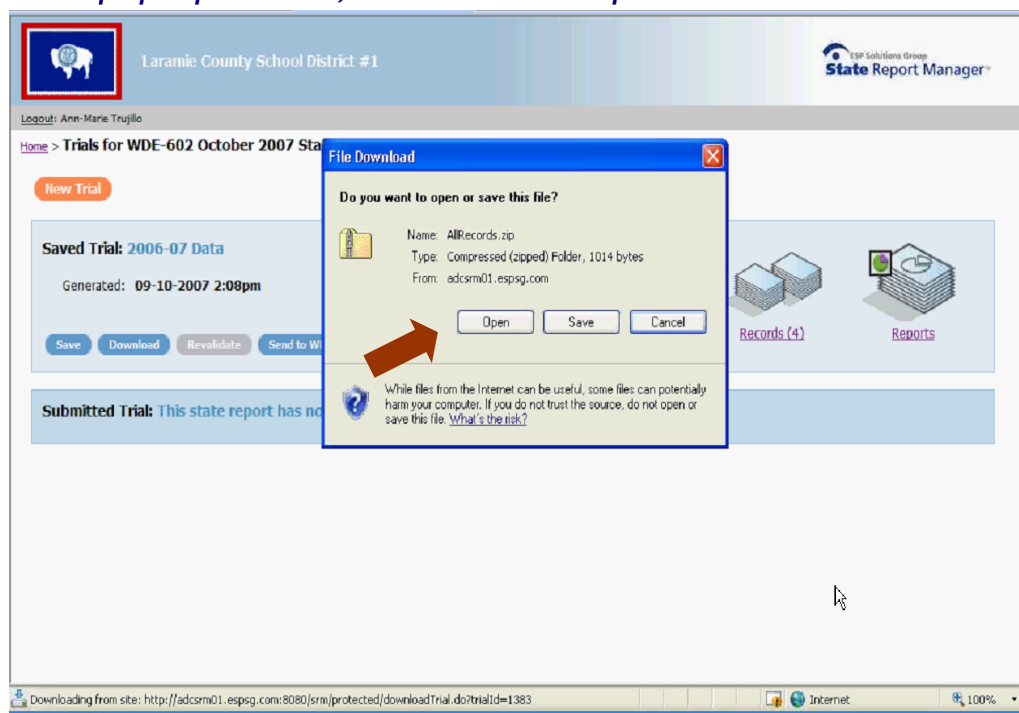 Laramie County School District #1
ESP Solutions Group
State Report Manager
Logout: Ann-Marie Trujillo
Home > Trials for WDE-602 October 2007 Sta
New Trial
Saved Trial: 2006-07 Data
Generated: 09-10-2007 2:08pm
Save Download Revalidate Send to WI
Submitted Trial: This state report has no
File Download
Do you want to open or save this file?
Name: AllRecords.zip
Type: Compressed (zipped) Folder, 1014 bytes
From: adcsrm01.espsg.com
Open Save Cancel
While files from the Internet can be useful, some files can potentially
harm your computer. If you do not trust the source, do not open or
save this file. What's the risk?
Records (4)
Reports
Downloading from site: http://adcsrm01.espsg.com:8080/srm/protected/downloadTrial.do?trialId=1383
Internet
100%